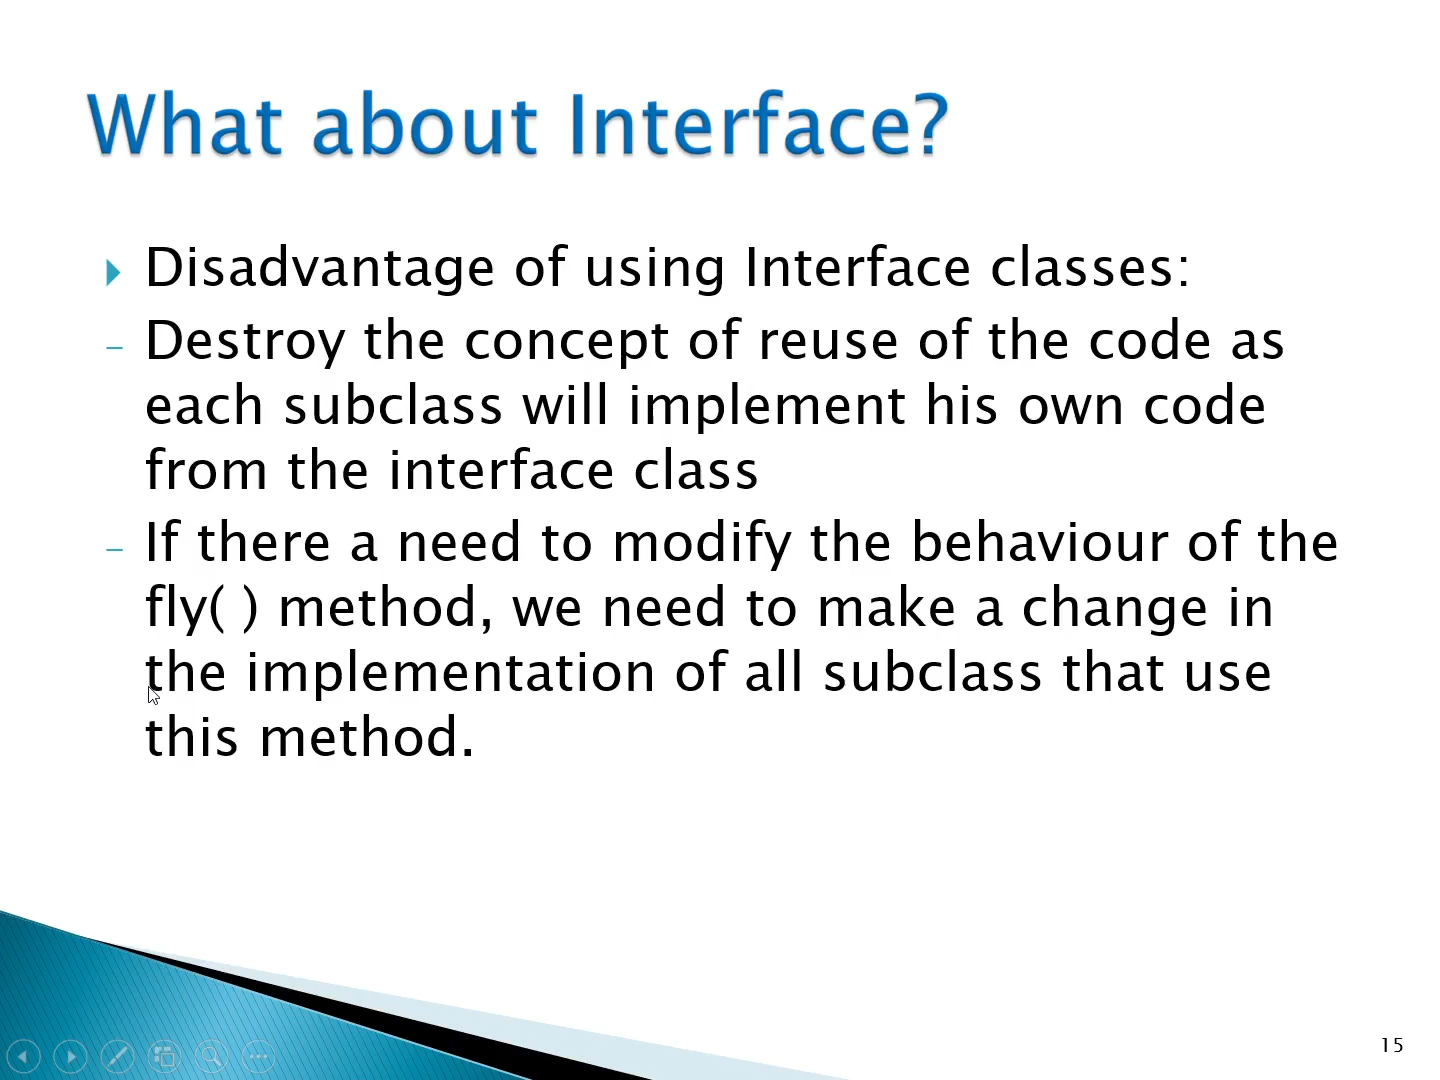 What about Interface?
Disadvantage of using Interface classes:
– Destroy the concept of reuse of the code as
each subclass will implement his own code
from the interface class
– If there a need to modify the behaviour of the
fly( ) method, we need to make a change in
the implementation of all subclass that use
this method.
15